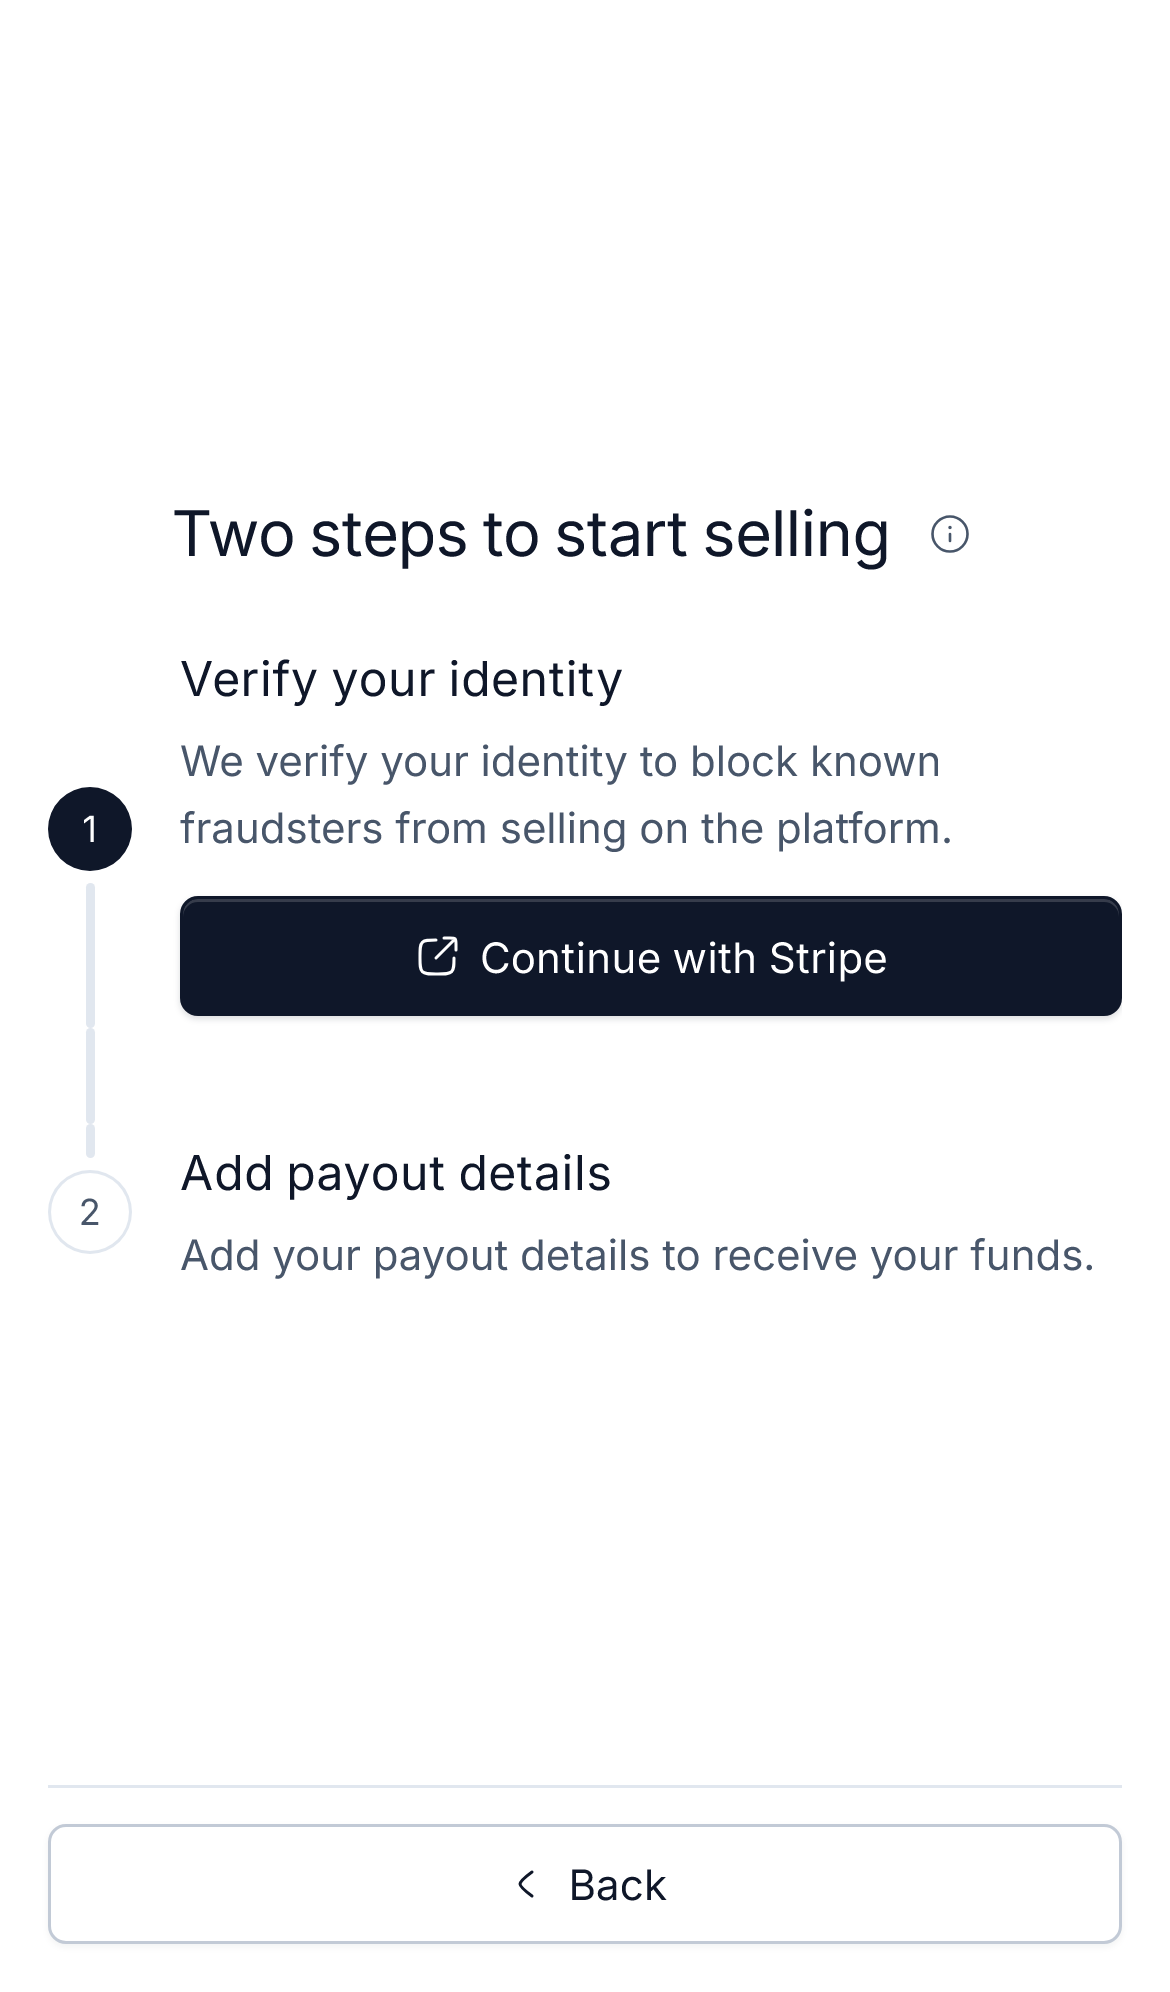 Two steps to start selling
Verify your identity
We verify your identity to block known
1
fraudsters from selling on the platform.
Continue with Stripe
Add payout details
2
Add your payout details to receive your funds.
Back